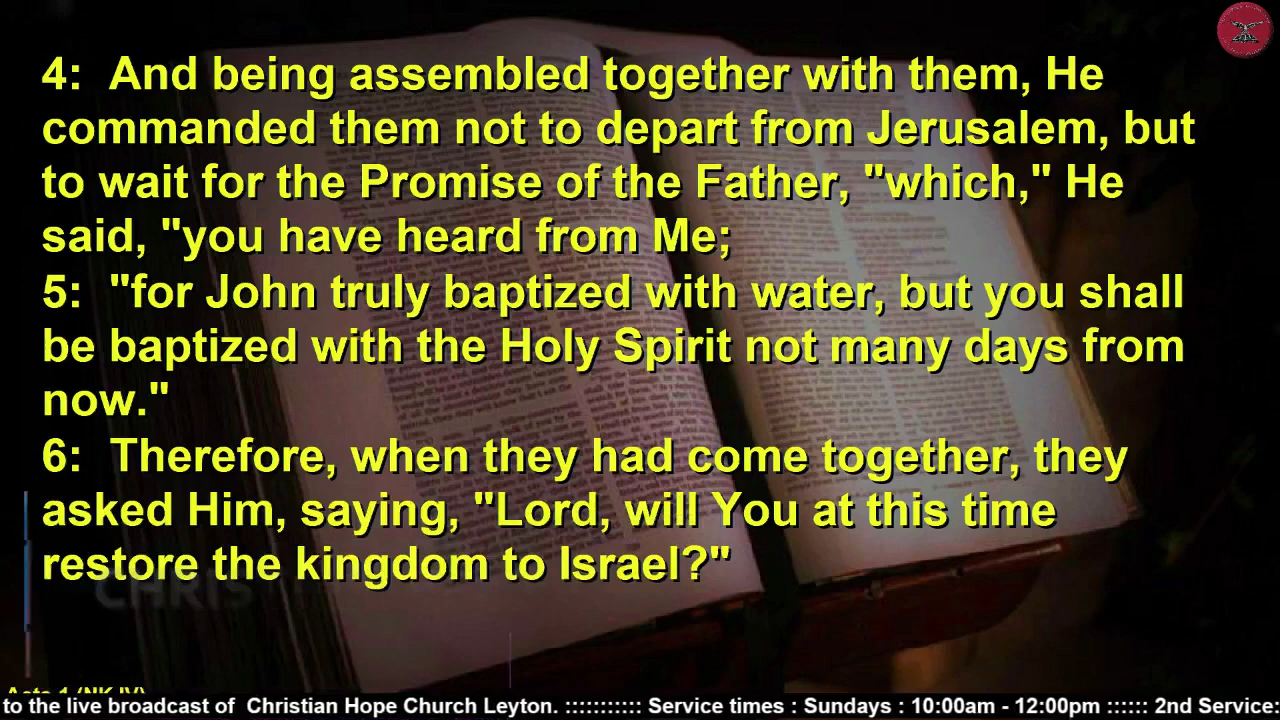 4: And being assembled together with them, He
commanded them not to depart from Jerusalem, but
to wait for the Promise of the Father, "which," He
said, "you have heard from Me;
5: "for John truly baptized with water, but you shall
be baptized with the Holy Spirit not many days from
now."
6: Therefore, when they had come together, they
asked Him, saying, "Lord, will You at this time
restore the kingdom to Israel?"
CHRIS
Acts 1 (NKJV)
to the live broadcast of Christian Hope Church Leyton. ::::::::::: Service times : Sundays : 10:00am - 12:00pm :::::: 2nd Service: